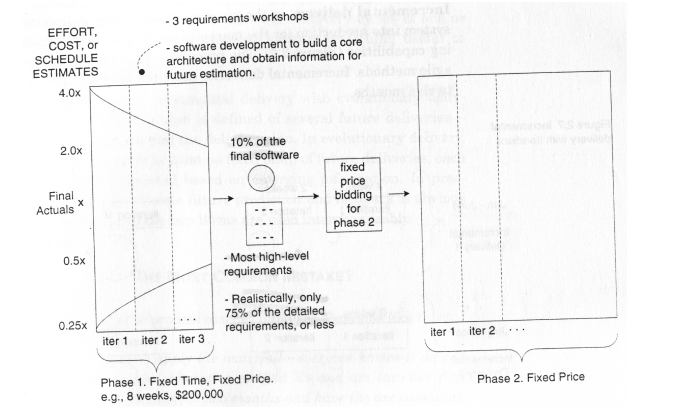 - 3 requirements workshops
EFFORT,
COST, or
SCHEDULE
ESTIMATES
- software development to build a core
architecture and obtain information for
future estimation.
4.0x
2.0x
Final
Actuals
x
0.5x
0.25x
10% of the
final software
fixed
price
bidding
for
phase 2
- Most high-level
requirements
- Realistically, only
75% of the detailed
requirements, or less
. . .
iter 1 iter 2 iter 3
iter 1 iter 2 . . .
Phase 1. Fixed Time, Fixed Price.
e.g., 8 weeks, $200,000
Phase 2. Fixed Price